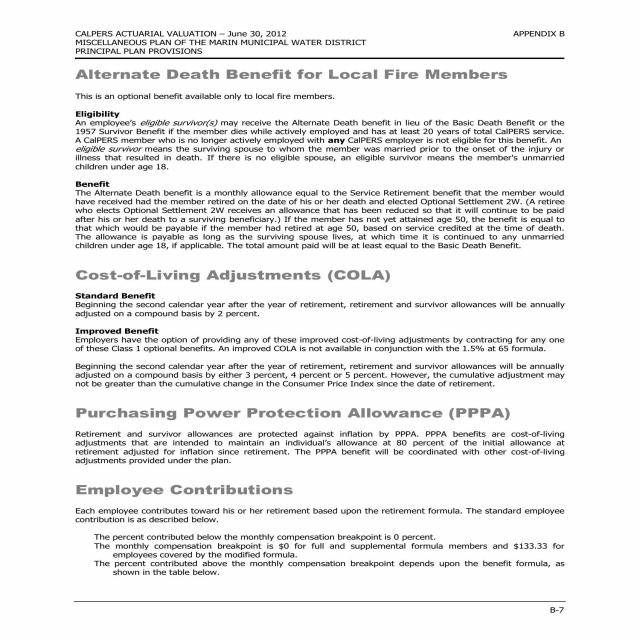 CALPERS ACTUARIAL VALUATION – June 30, 2012 APPENDIX B
MISCELLANEOUS PLAN OF THE MARIN MUNICIPAL WATER DISTRICT
PRINCIPAL PLAN PROVISIONS
Alternate Death Benefit for Local Fire Members
This is an optional benefit available only to local fire members.
Eligibility
An employee's eligible survivor(s) may receive the Alternate Death benefit in lieu of the Basic Death Benefit or the
1957 Survivor Benefit if the member dies while actively employed and has at least 20 years of total CalPERS service.
A CalPERS member who is no longer actively employed with any CalPERS employer is not eligible for this benefit. An
eligible survivor means the surviving spouse to whom the member was married prior to the onset of the injury or
illness that resulted in death. If there is no eligible spouse, an eligible survivor means the member's unmarried
children under age 18.
Benefit
The Alternate Death benefit is a monthly allowance equal to the Service Retirement benefit that the member would
have received had the member retired on the date of his or her death and elected Optional Settlement 2W. (A retiree
who elects Optional Settlement 2W receives an allowance that has been reduced so that it will continue to be paid
after his or her death to a surviving beneficiary.) If the member has not yet attained age 50, the benefit is equal to
that which would be payable if the member had retired at age 50, based on service credited at the time of death.
The allowance is payable as long as the surviving spouse lives, at which time it is continued to any unmarried
children under age 18, if applicable. The total amount paid will be at least equal to the Basic Death Benefit.
Cost-of-Living Adjustments (COLA)
Standard Benefit
Beginning the second calendar year after the year of retirement, retirement and survivor allowances will be annually
adjusted on a compound basis by 2 percent.
Improved Benefit
Employers have the option of providing any of these improved cost-of-living adjustments by contracting for any one
of these Class 1 optional benefits. An improved COLA is not available in conjunction with the 1.5% at 65 formula.
Beginning the second calendar year after the year of retirement, retirement and survivor allowances will be annually
adjusted on a compound basis by either 3 percent, 4 percent or 5 percent. However, the cumulative adjustment may
not be greater than the cumulative change in the Consumer Price Index since the date of retirement.
Purchasing Power Protection Allowance (PPPA)
Retirement and survivor allowances are protected against inflation by PPPA. PPPA benefits are cost-of-living
adjustments that are intended to maintain an individual's allowance at 80 percent of the initial allowance at
retirement adjusted for inflation since retirement. The PPPA benefit will be coordinated with other cost-of-living
adjustments provided under the plan.
Employee Contributions
Each employee contributes toward his or her retirement based upon the retirement formula. The standard employee
contribution is as described below.
The percent contributed below the monthly compensation breakpoint is 0 percent.
The monthly compensation breakpoint is $0 for full and supplemental formula members and $133.33 for
employees covered by the modified formula.
The percent contributed above the monthly compensation breakpoint depends upon the benefit formula, as
shown in the table below.
B-7